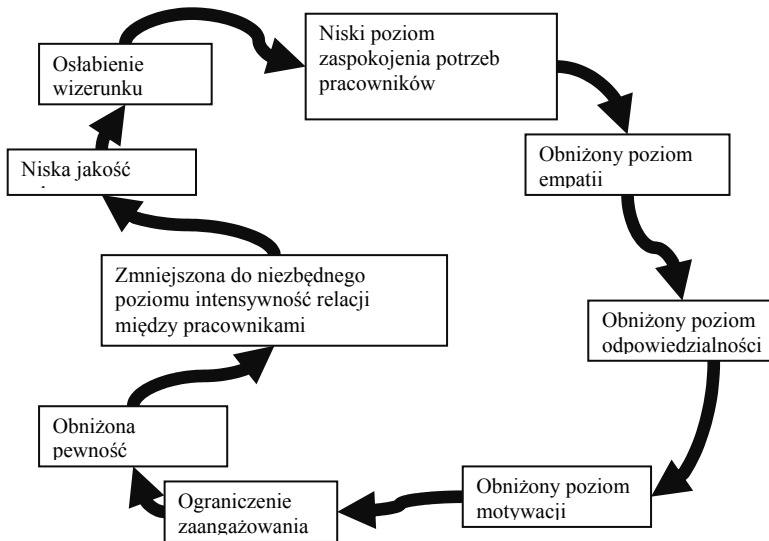 Niski poziom
zaspokojenia potrzeb
pracowników
Obniżony poziom
empatii
Obniżony poziom
odpowiedzialności
Obniżony poziom
motywacji
Ograniczenie
zaangażowania
Obniżona
pewność
Zmniejszona do niezbędnego
poziomu intensywność relacji
między pracownikami
Niska jakość
Osłabienie
wizerunku